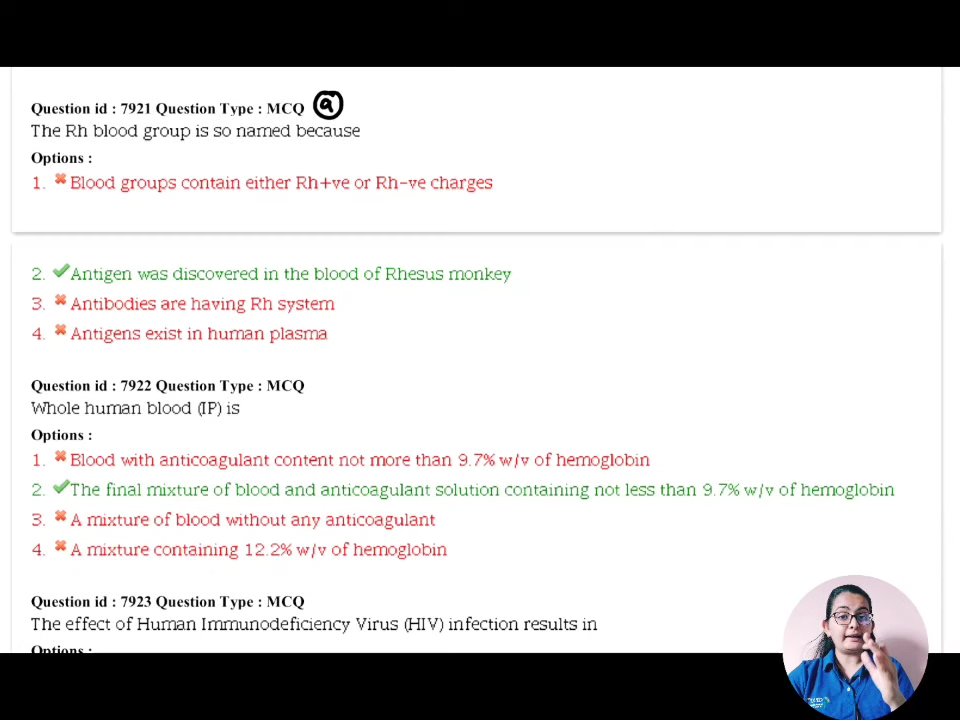 Question id : 7921 Question Type : MCQ a
The Rh blood group is so named because
Options :
1. Blood groups contain either Rh+ve or Rh-ve charges
2. Antigen was discovered in the blood of Rhesus monkey
3. Antibodies are having Rh system
4. Antigens exist in human plasma
Question id : 7922 Question Type : MCQ
Whole human blood (IP) is
Options :
1. Blood with anticoagulant content not more than 9.7% w/v of hemoglobin
2. The final mixture of blood and anticoagulant solution containing not less than 9.7% w/v of hemoglobin
3. A mixture of blood without any anticoagulant
4. A mixture containing 12.2% w/v of hemoglobin
Question id : 7923 Question Type : MCQ
The effect of Human Immunodeficiency Virus (HIV) infection results in
Options :